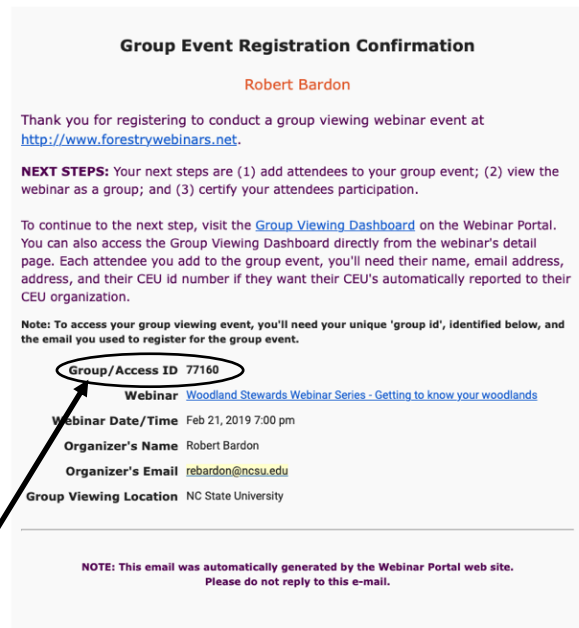 Group Event Registration Confirmation
Robert Bardon
Thank you for registering to conduct a group viewing webinar event at
http://www.forestrywebinars.net.
NEXT STEPS: Your next steps are (1) add attendees to your group event; (2) view the
webinar as a group; and (3) certify your attendees participation.
To continue to the next step, visit the Group Viewing Dashboard on the Webinar Portal.
You can also access the Group Viewing Dashboard directly from the webinar's detail
page. Each attendee you add to the group event, you'll need their name, email address,
address, and their CEU id number if they want their CEU's automatically reported to their
CEU organization.
Note: To access your group viewing event, you'll need your unique 'group id', identified below, and
the email you used to register for the group event.
Group/Access ID 77160
Webinar Woodland Stewards Webinar Series - Getting to know your woodlands
Webinar Date/Time Feb 21, 2019 7:00 pm
Organizer's Name Robert Bardon
Organizer's Email rebardon@ncsu.edu
Group Viewing Location NC State University
NOTE: This email was automatically generated by the Webinar Portal web site.
Please do not reply to this e-mail.